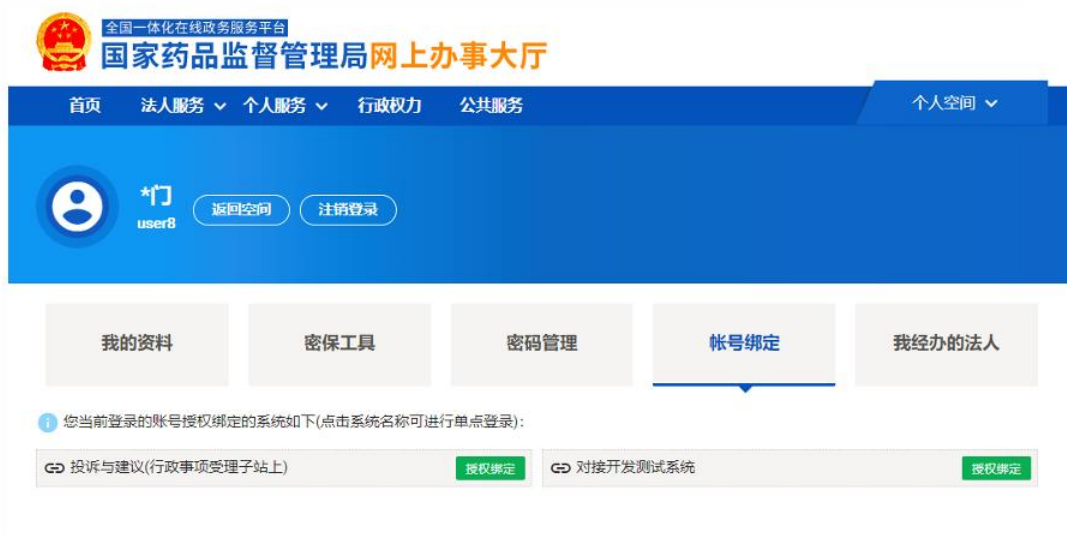 全国一体化在线政务服务平台
国家药品监督管理局网上办事大厅
首页 法人服务 个人服务 行政权力 公共服务 个人空间
*门
user8
返回空间 注销登录
我的资料 密保工具 密码管理 帐号绑定 我经办的法人
您当前登录的账号授权绑定的系统如下(点击系统名称可进行单点登录):
投诉与建议(行政事项受理子站上) 授权绑定 对接开发测试系统 授权绑定